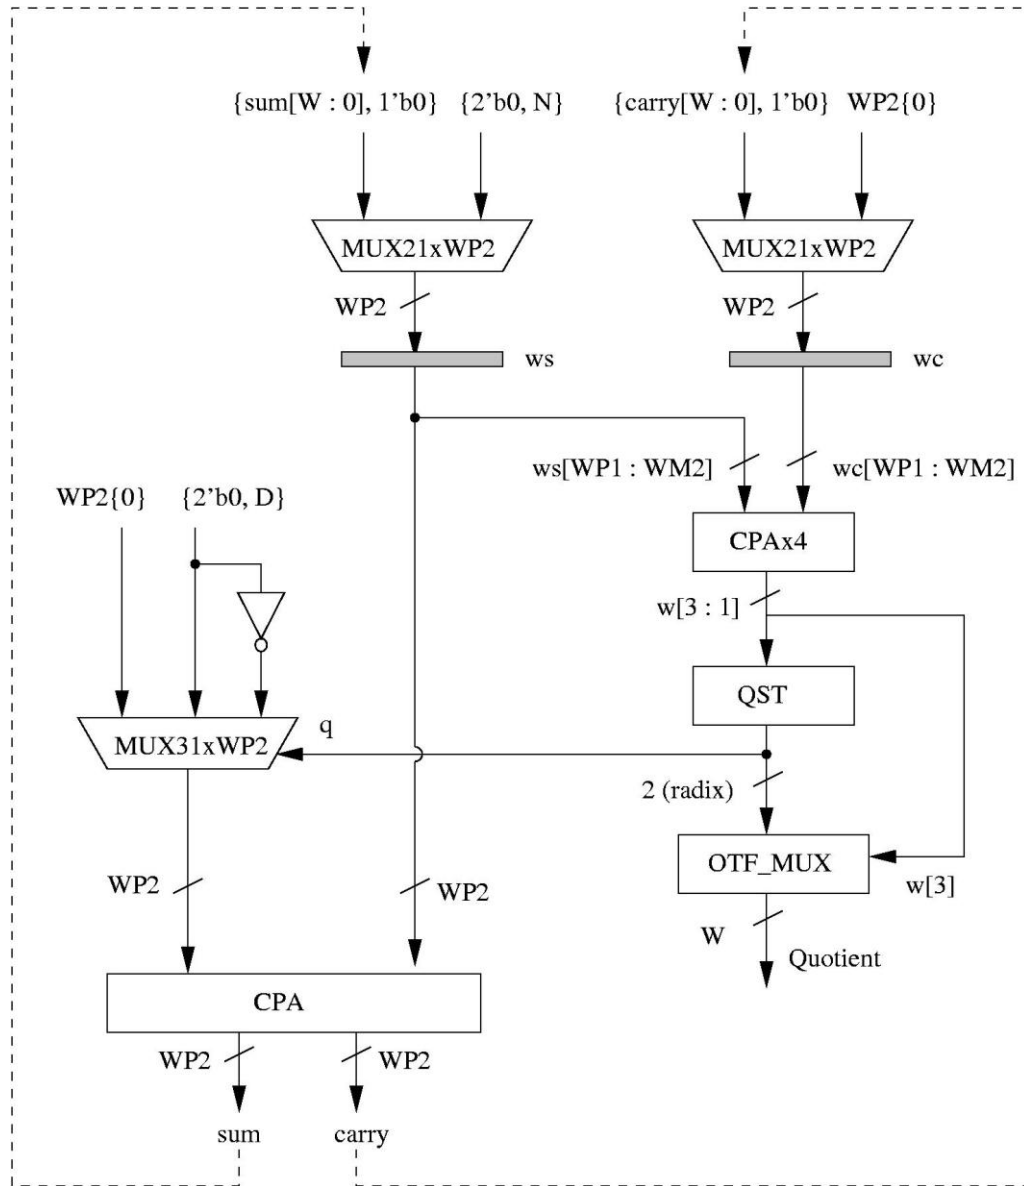 {sum[W : 0], 1’b0} {2’b0, N} {carry[W : 0], 1’b0} WP2{0}
MUX21xWP2 MUX21xWP2
WP2 WP2
ws wc
ws[WP1 : WM2] wc[WP1 : WM2]
WP2{0} {2’b0, D}
CPAx4
w[3 : 1]
QST
q
MUX31xWP2
2 (radix)
OTF_MUX
WP2 WP2 w[3]
W
Quotient
CPA
WP2 WP2
sum carry